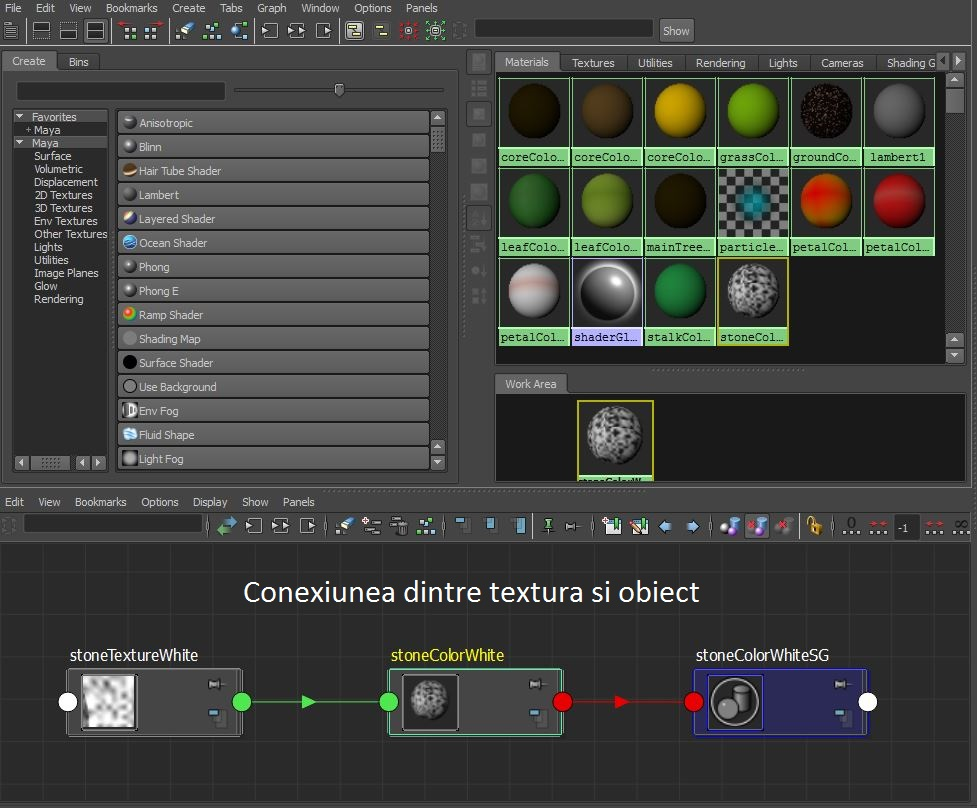 File Edit View Bookmarks Create Tabs Graph Window Options Panels
Show
Create Bins
Materials Textures Utilities Rendering Lights Cameras Shading G
Favorites
+ Maya
Maya
Surface
Volumetric
Displacement
2D Textures
3D Textures
Env Textures
Other Textures
Lights
Utilities
Image Planes
Glow
Rendering
Anisotropic
Blinn
Hair Tube Shader
Lambert
Layered Shader
Ocean Shader
Phong
Phong E
Ramp Shader
Shading Map
Surface Shader
Use Background
Env Fog
Fluid Shape
Light Fog
coreColo... coreColo... coreColo... grassCol... groundCo... lambert1
leafColo... leafColo... mainTree... particle... petalCol... petalCol...
petalCol... shaderGl... stalkCol... stoneCol...
Work Area
stoneColorW...
Edit View Bookmarks Options Display Show Panels
0
-1
Conexiunea dintre textura si obiect
stoneTextureWhite stoneColorWhite stoneColorWhiteSG